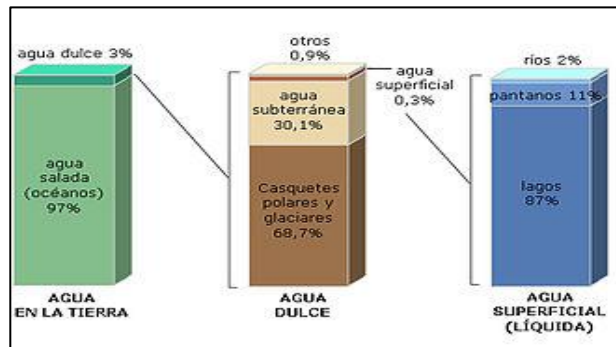 agua dulce 3%
agua
salada
(océanos)
97%
AGUA
EN LA TIERRA
otros
0,9%
agua
superficial
0,3%
agua
subterránea
30,1%
Casquetes
polares y
glaciares
68,7%
AGUA
DULCE
ríos 2%
pantanos 11%
lagos
87%
AGUA
SUPERFICIAL
(LÍQUIDA)